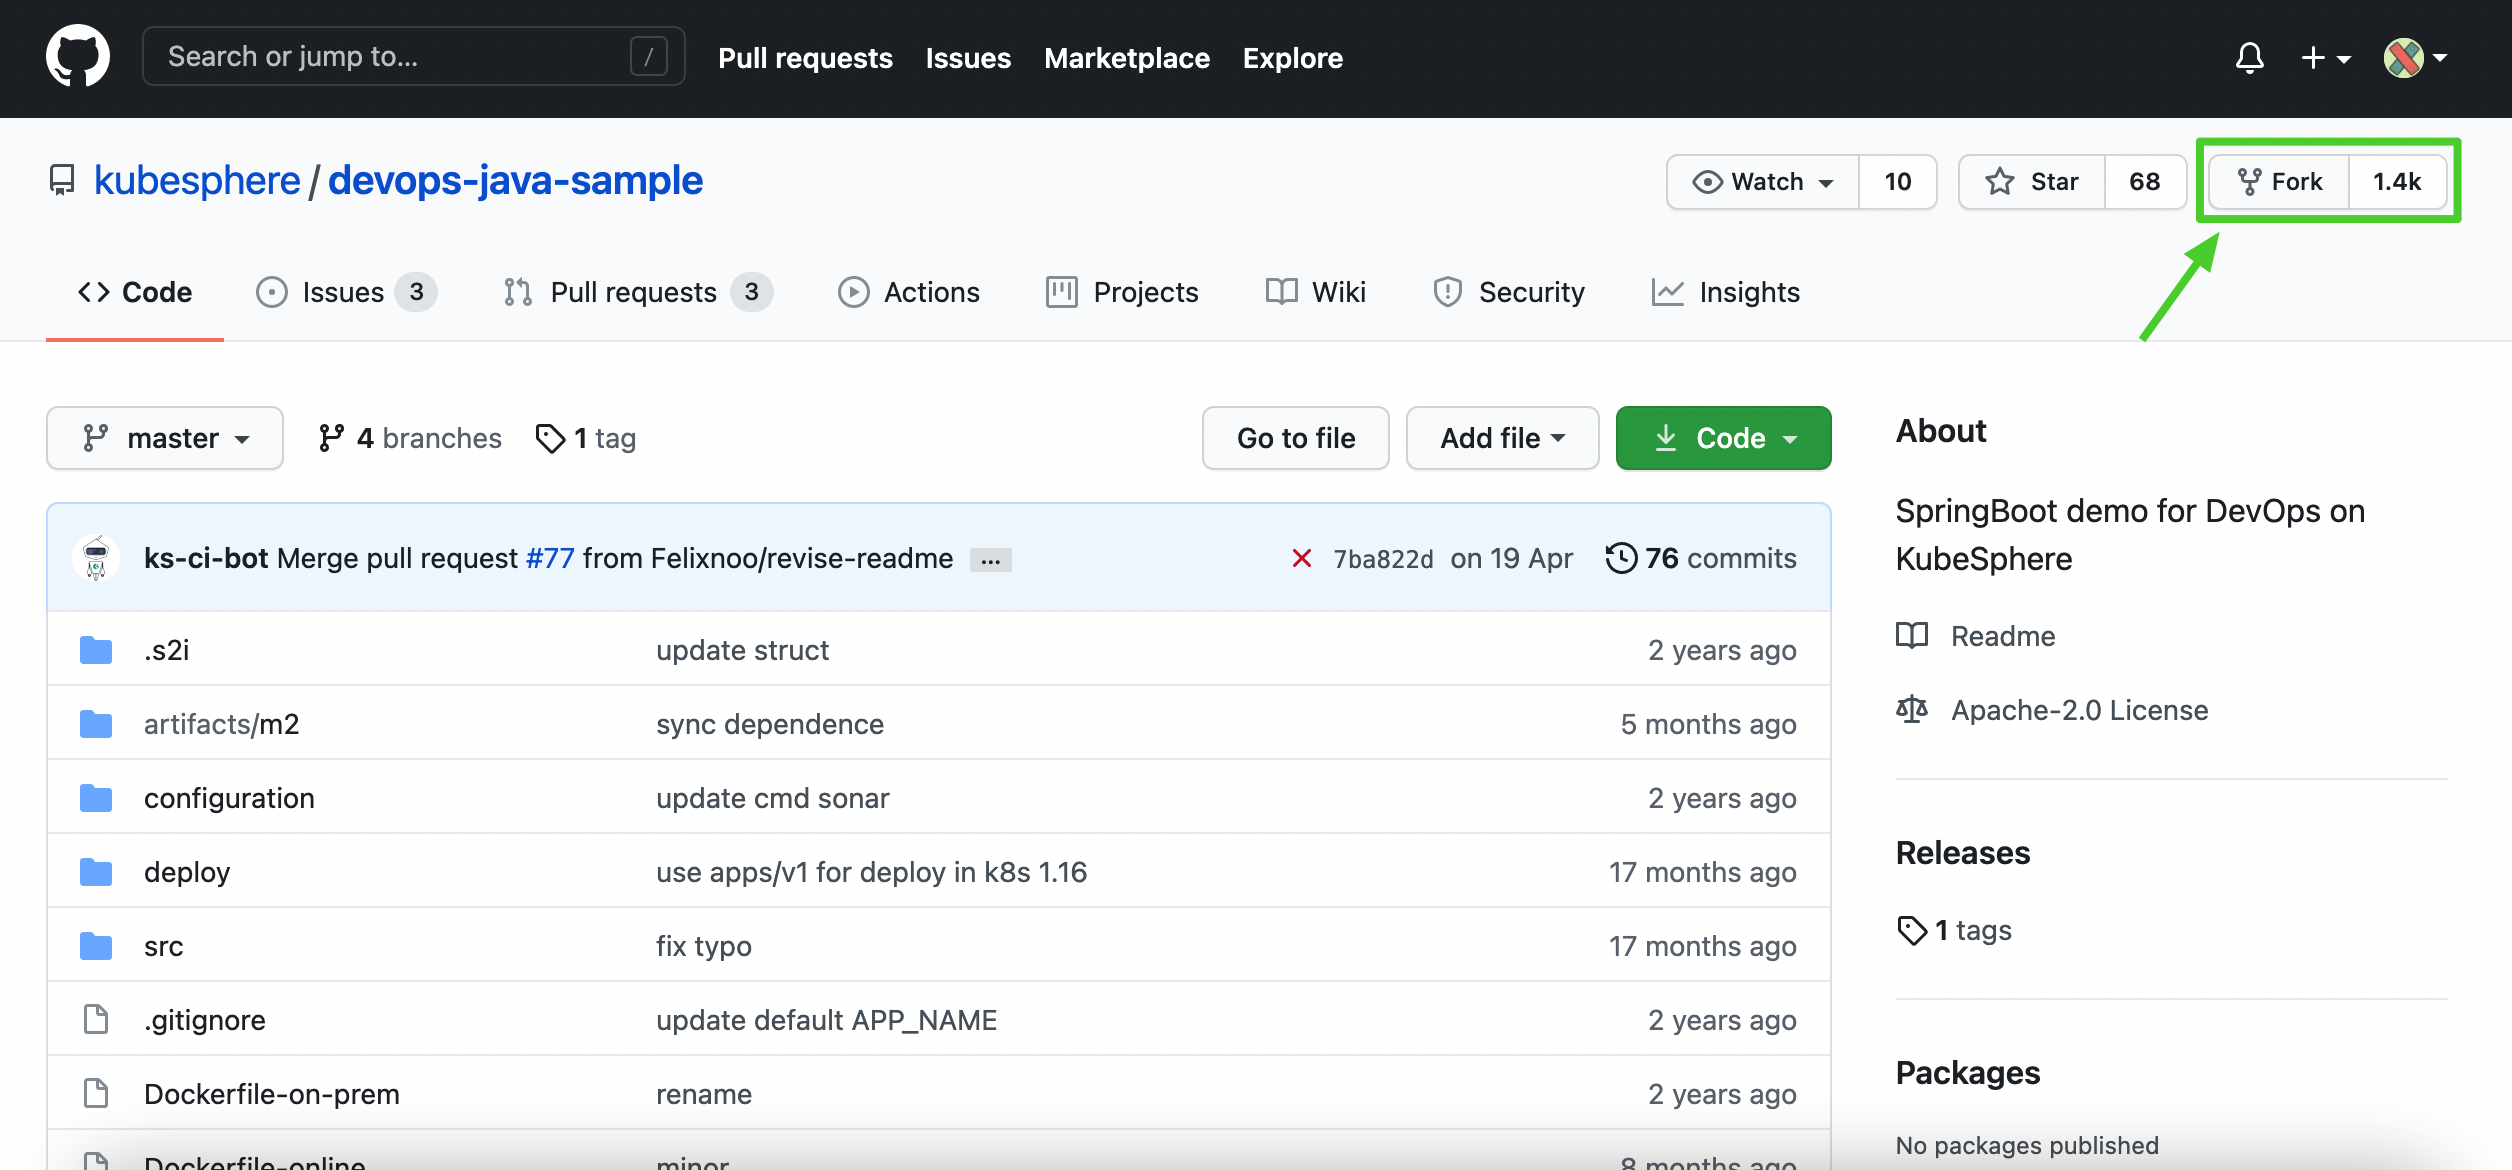 Search or jump to... / Pull requests Issues Marketplace Explore
kubesphere / devops-java-sample Watch 10 Star 68 Fork 1.4k
Code Issues 3 Pull requests 3 Actions Projects Wiki Security Insights
master 4 branches 1 tag Go to file Add file Code
ks-ci-bot Merge pull request #77 from Felixnoo/revise-readme ... 7ba822d on 19 Apr 76 commits
.s2i update struct 2 years ago
artifacts/m2 sync dependence 5 months ago
configuration update cmd sonar 2 years ago
deploy use apps/v1 for deploy in k8s 1.16 17 months ago
src fix typo 17 months ago
.gitignore update default APP_NAME 2 years ago
Dockerfile-on-prem rename 2 years ago
Dockerfile-online minor 8 months ago
About
SpringBoot demo for DevOps on
KubeSphere
Readme
Apache-2.0 License
Releases
1 tags
Packages
No packages published